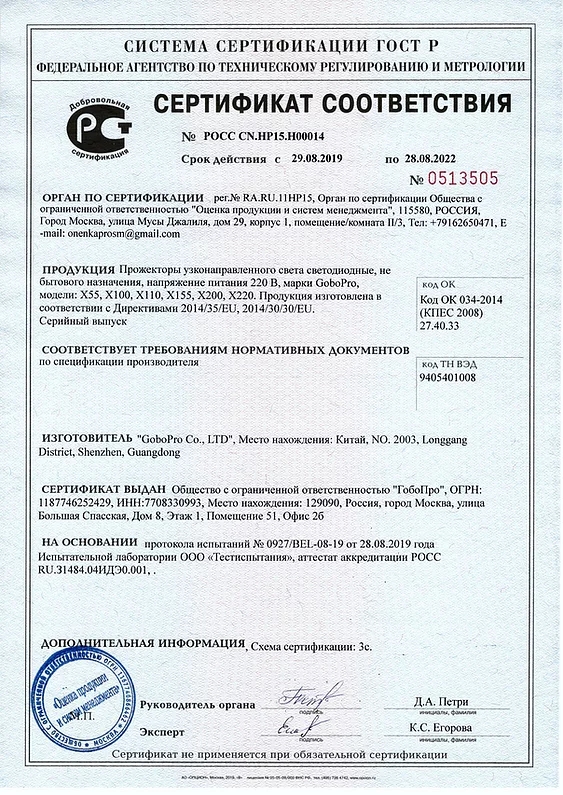 СИСТЕМА СЕРТИФИКАЦИИ ГОСТ Р
ФЕДЕРАЛЬНОЕ АГЕНТСТВО ПО ТЕХНИЧЕСКОМУ РЕГУЛИРОВАНИЮ И МЕТРОЛОГИИ
Добровольная
РСТ
сертификация
СЕРТИФИКАТ СООТВЕТСТВИЯ
№ РОСС CN.HP15.H00014
Срок действия с 29.08.2019 по 28.08.2022
№ 0513505
ОРГАН ПО СЕРТИФИКАЦИИ рег.№ RA.RU.11HP15, Орган по сертификации Общества с
ограниченной ответственностью "Оценка продукции и систем менеджмента", 115580, РОССИЯ,
Город Москва, улица Мусы Джалиля, дом 29, корпус 1, помещение/комната II/3, Тел: +79162650471, E
-mail: onenkaprosm@gmail.com
ПРОДУКЦИЯ Прожекторы узконаправленного света светодиодные, не
бытового назначения, напряжение питания 220 В, марки GoboPro,
модели: X55, X100, X110, X155, X200, X220. Продукция изготовлена в
соответствии с Директивами 2014/35/EU, 2014/30/30/EU.
Серийный выпуск
код ОК
Код ОК 034-2014
(КПЕС 2008)
27.40.33
СООТВЕТСТВУЕТ ТРЕБОВАНИЯМ НОРМАТИВНЫХ ДОКУМЕНТОВ
по спецификации производителя
код ТН ВЭД
9405401008
ИЗГОТОВИТЕЛЬ "GoboPro Co., LTD", Место нахождения: Китай, NO. 2003, Longgang
District, Shenzhen, Guangdong
СЕРТИФИКАТ ВЫДАН Общество с ограниченной ответственностью "ГобоПро", ОГРН:
1187746252429, ИНН:7708330993, Место нахождения: 129090, Россия, город Москва, улица
Большая Спасская, Дом 8, Этаж 1, Помещение 51, Офис 2б
НА ОСНОВАНИИ протокола испытаний № 0927/BEL-08-19 от 28.08.2019 года
Испытательной лаборатории ООО «Тестиспытания», аттестат аккредитации РОСС
RU.31484.04ИДЭ0.001, .
ДОПОЛНИТЕЛЬНАЯ ИНФОРМАЦИЯ, Схема сертификации: 3с.
«Оценка продукции
и систем менеджмента»
МОСКВА
М.П.
Руководитель органа
подпись
Д.А. Петри
инициалы, фамилия
Эксперт
подпись
К.С. Егорова
инициалы, фамилия
Сертификат не применяется при обязательной сертификации